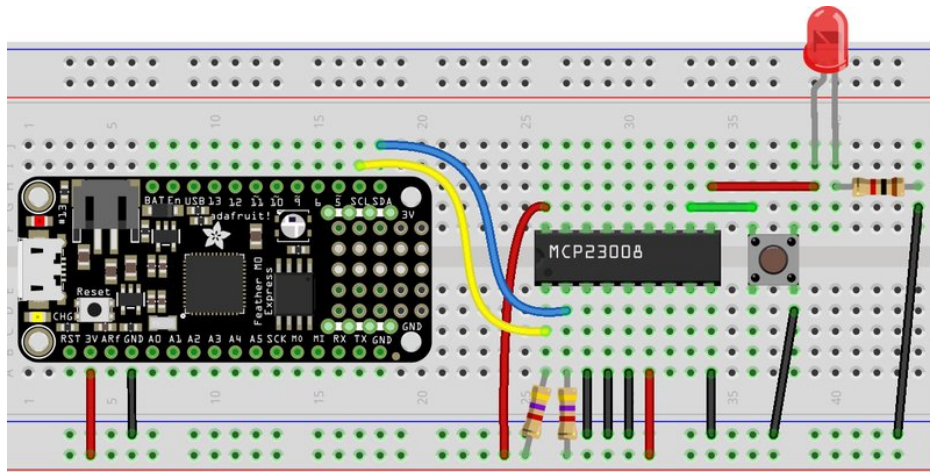 1 5 10 15 20 25 30 35 40
J
I
BAT En USB 13 12 11 10 9 6 5 SCL SDA
#13
adafruit!
3V
MCP23008
Reset
Feather M0
Express
CHG
GND
RST 3V ARf GND A0 A1 A2 A3 A4 A5 SCK M0 MI RX TX GND
A
1 5 10 15 20 25 30 35 40